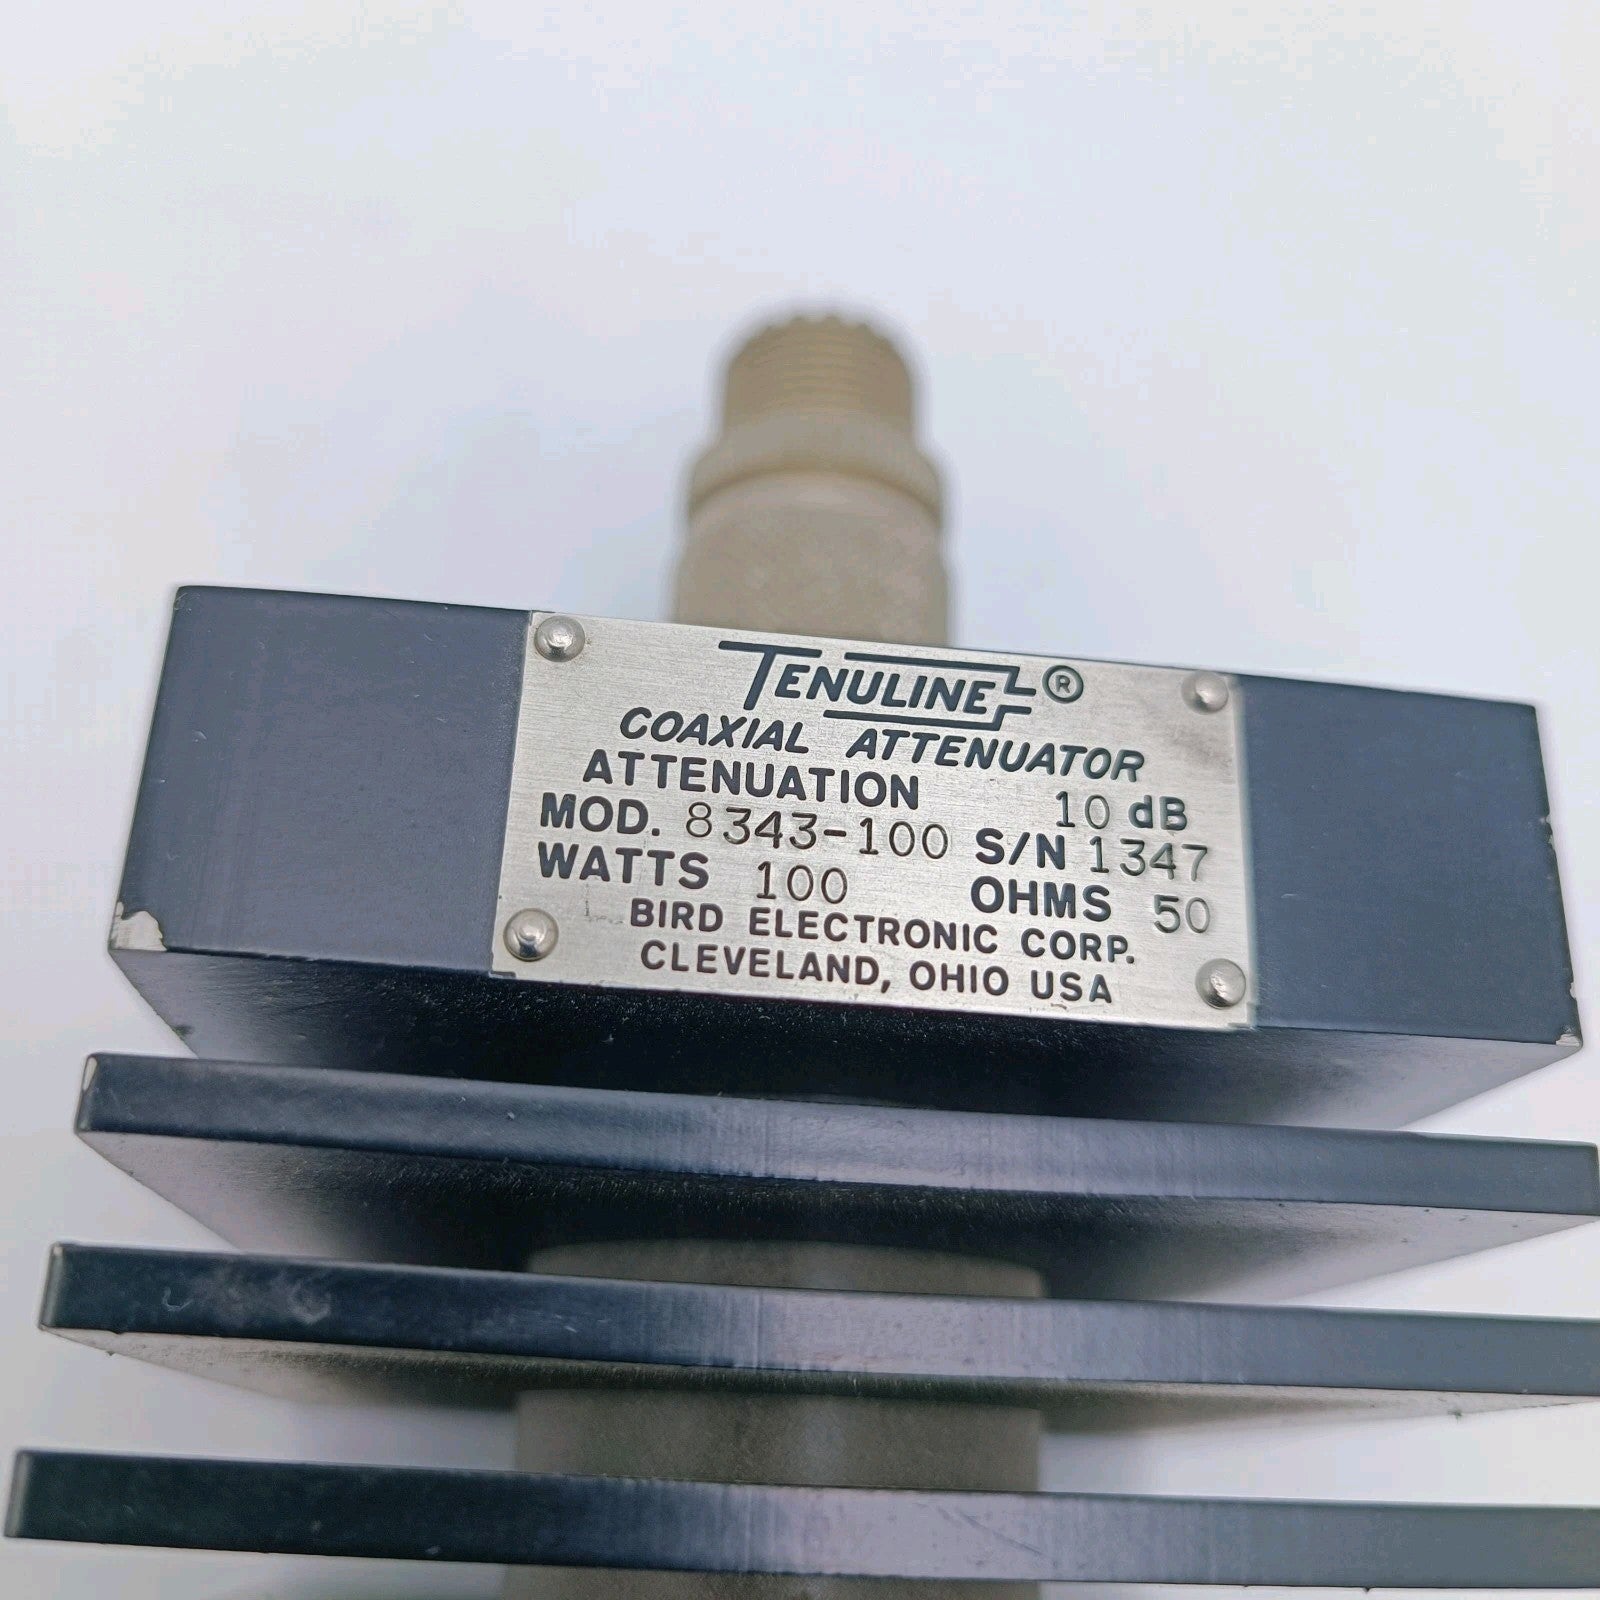 TENULINE®
COAXIAL ATTENUATOR
ATTENUATION 10 dB
MOD. 8343-100 S/N 1347
WATTS 100 OHMS 50
BIRD ELECTRONIC CORP.
CLEVELAND, OHIO USA